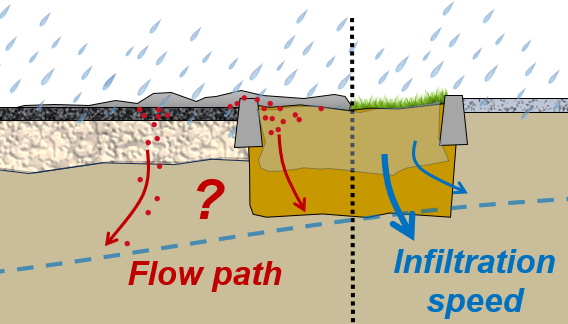 ?
Flow path
Infiltration
speed